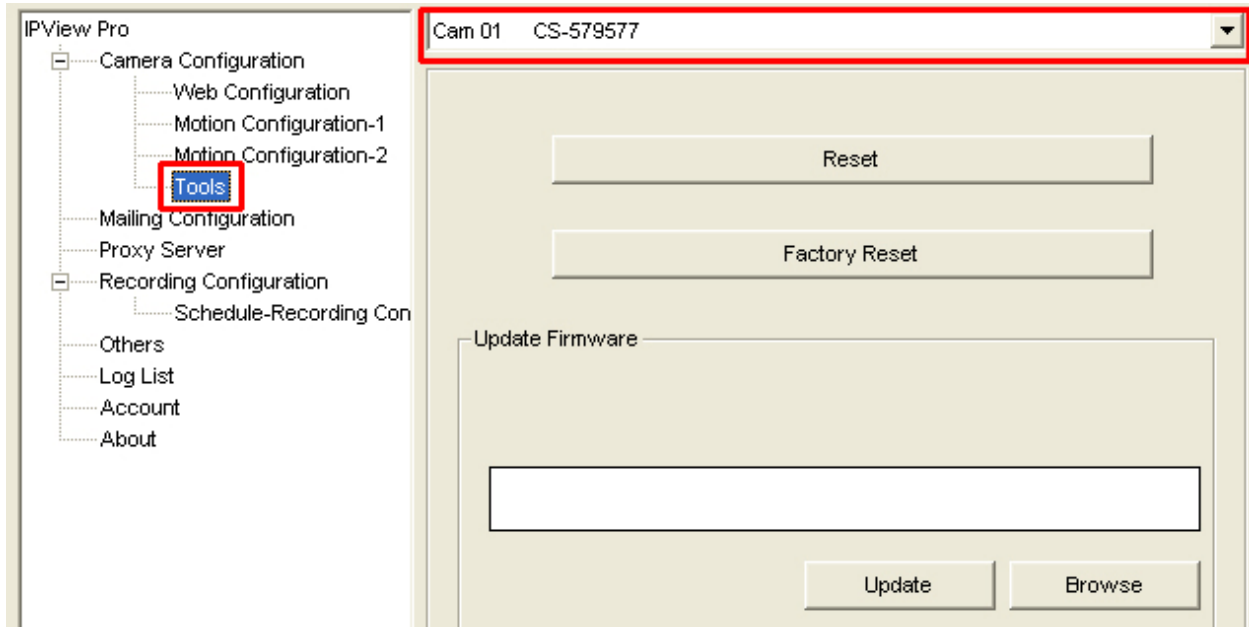 IPView Pro
Camera Configuration
Web Configuration
Motion Configuration-1
Motion Configuration-2
Tools
Mailing Configuration
Proxy Server
Recording Configuration
Schedule-Recording Con
Others
Log List
Account
About
Cam 01 CS-579577
Reset
Factory Reset
Update Firmware
Update Browse